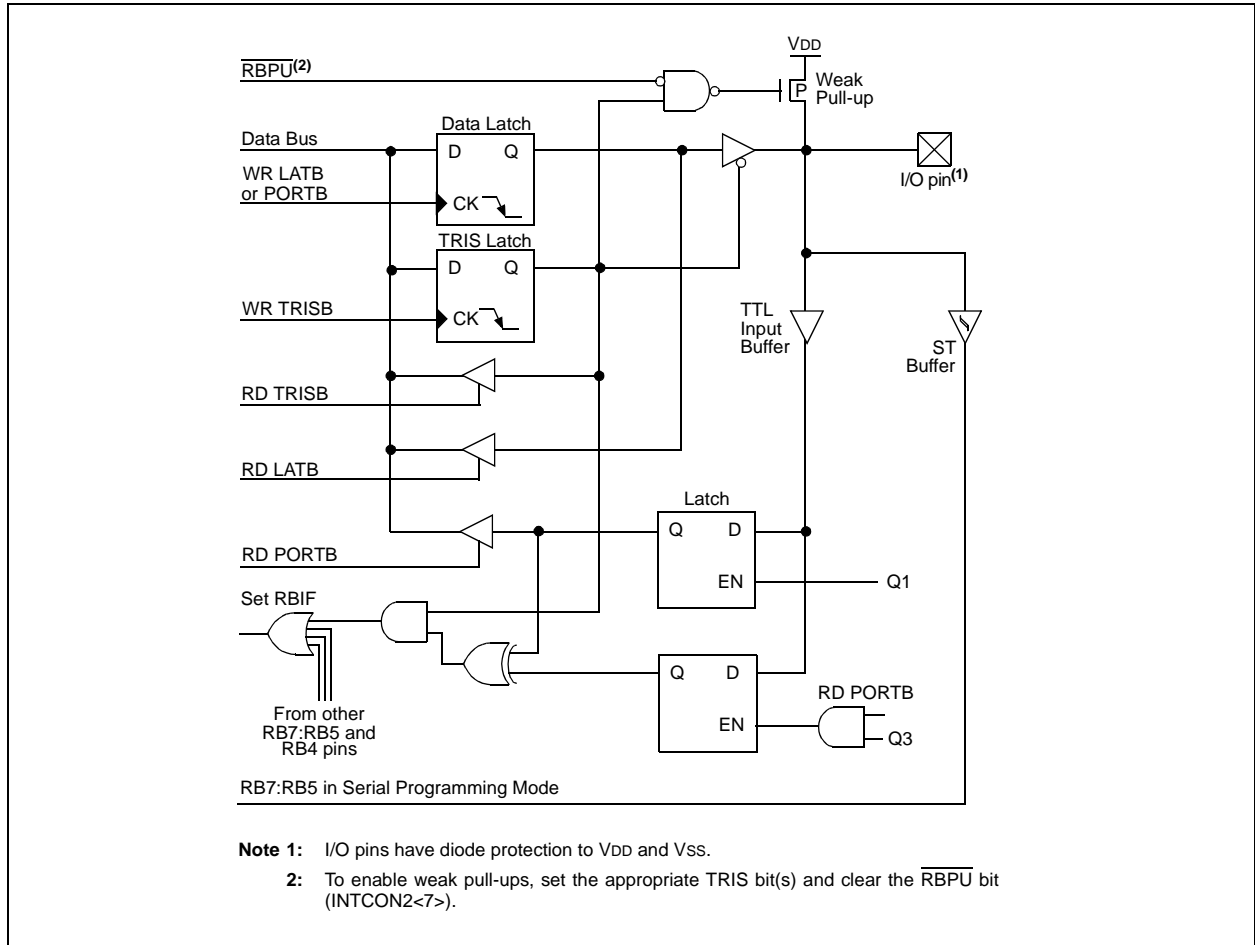 VDD
RBPU(2)
Weak
Pull-up
P
Data Latch
Data Bus
D Q
WR LATB
or PORTB
CK
I/O pin(1)
TRIS Latch
D Q
WR TRISB
CK
TTL
Input
Buffer
ST
Buffer
RD TRISB
RD LATB
Latch
Q D
RD PORTB
EN
Q1
Set RBIF
Q D
RD PORTB
EN
Q3
From other
RB7:RB5 and
RB4 pins
RB7:RB5 in Serial Programming Mode
Note 1: I/O pins have diode protection to VDD and VSS.
2: To enable weak pull-ups, set the appropriate TRIS bit(s) and clear the RBPU bit
(INTCON2<7>).